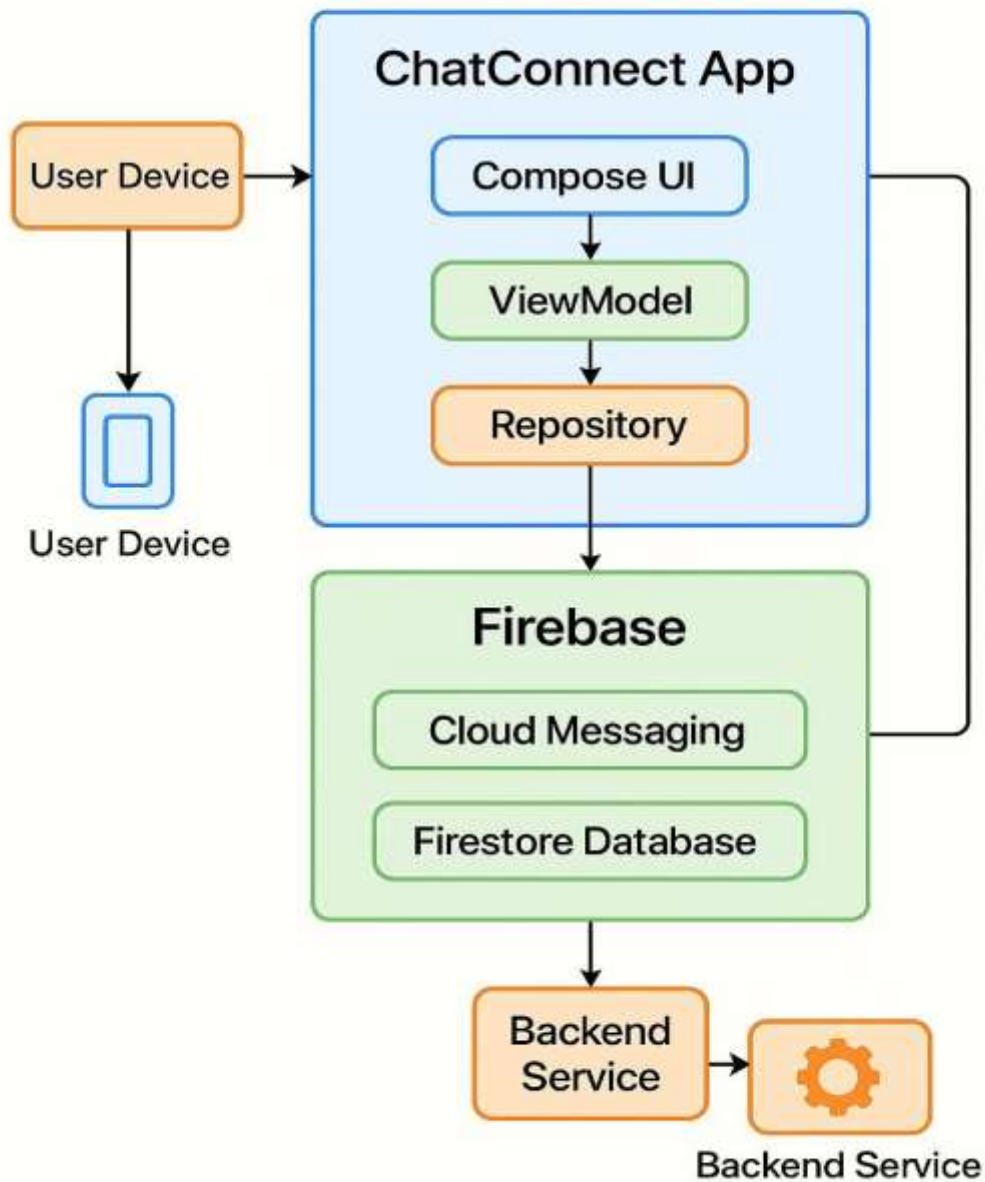 ChatConnect App
User Device
Compose UI
ViewModel
Repository
User Device
Firebase
Cloud Messaging
Firestore Database
Backend
Service
Backend Service